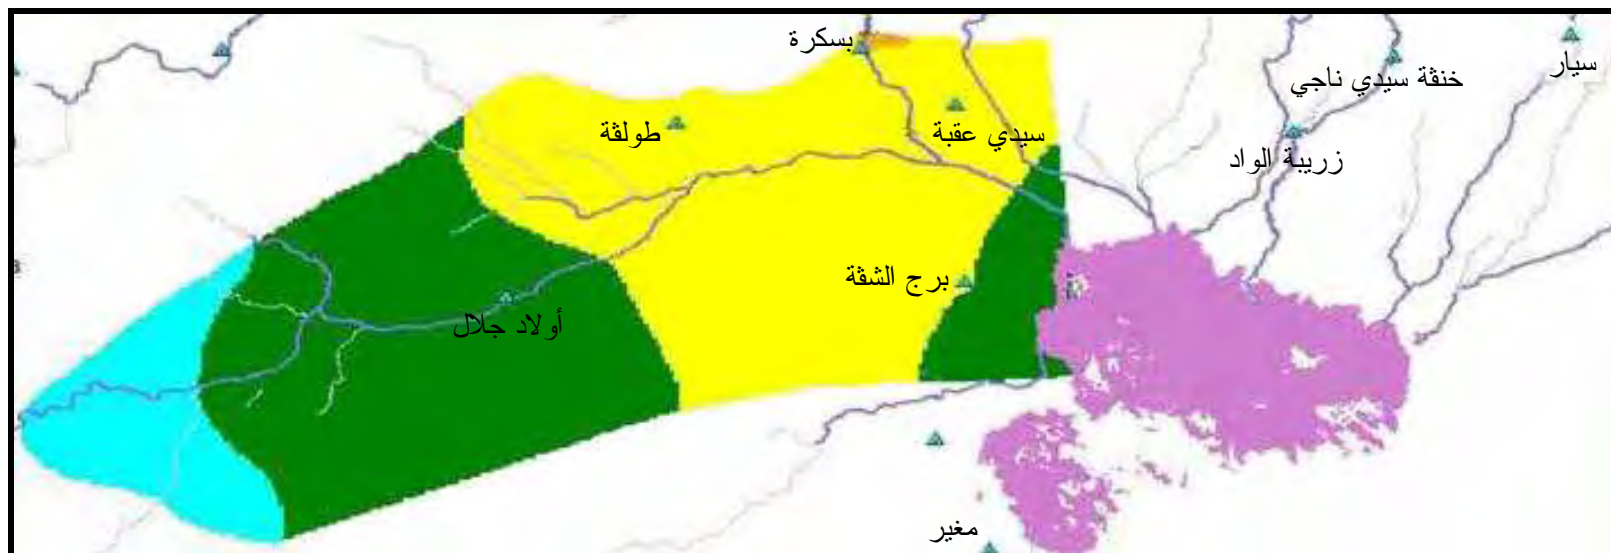 بسكرة
سيار
خنقة سيدي ناجي
طولقة
سيدي عقبة
زريبة الواد
برج الشقة
أولاد جلال
مغير